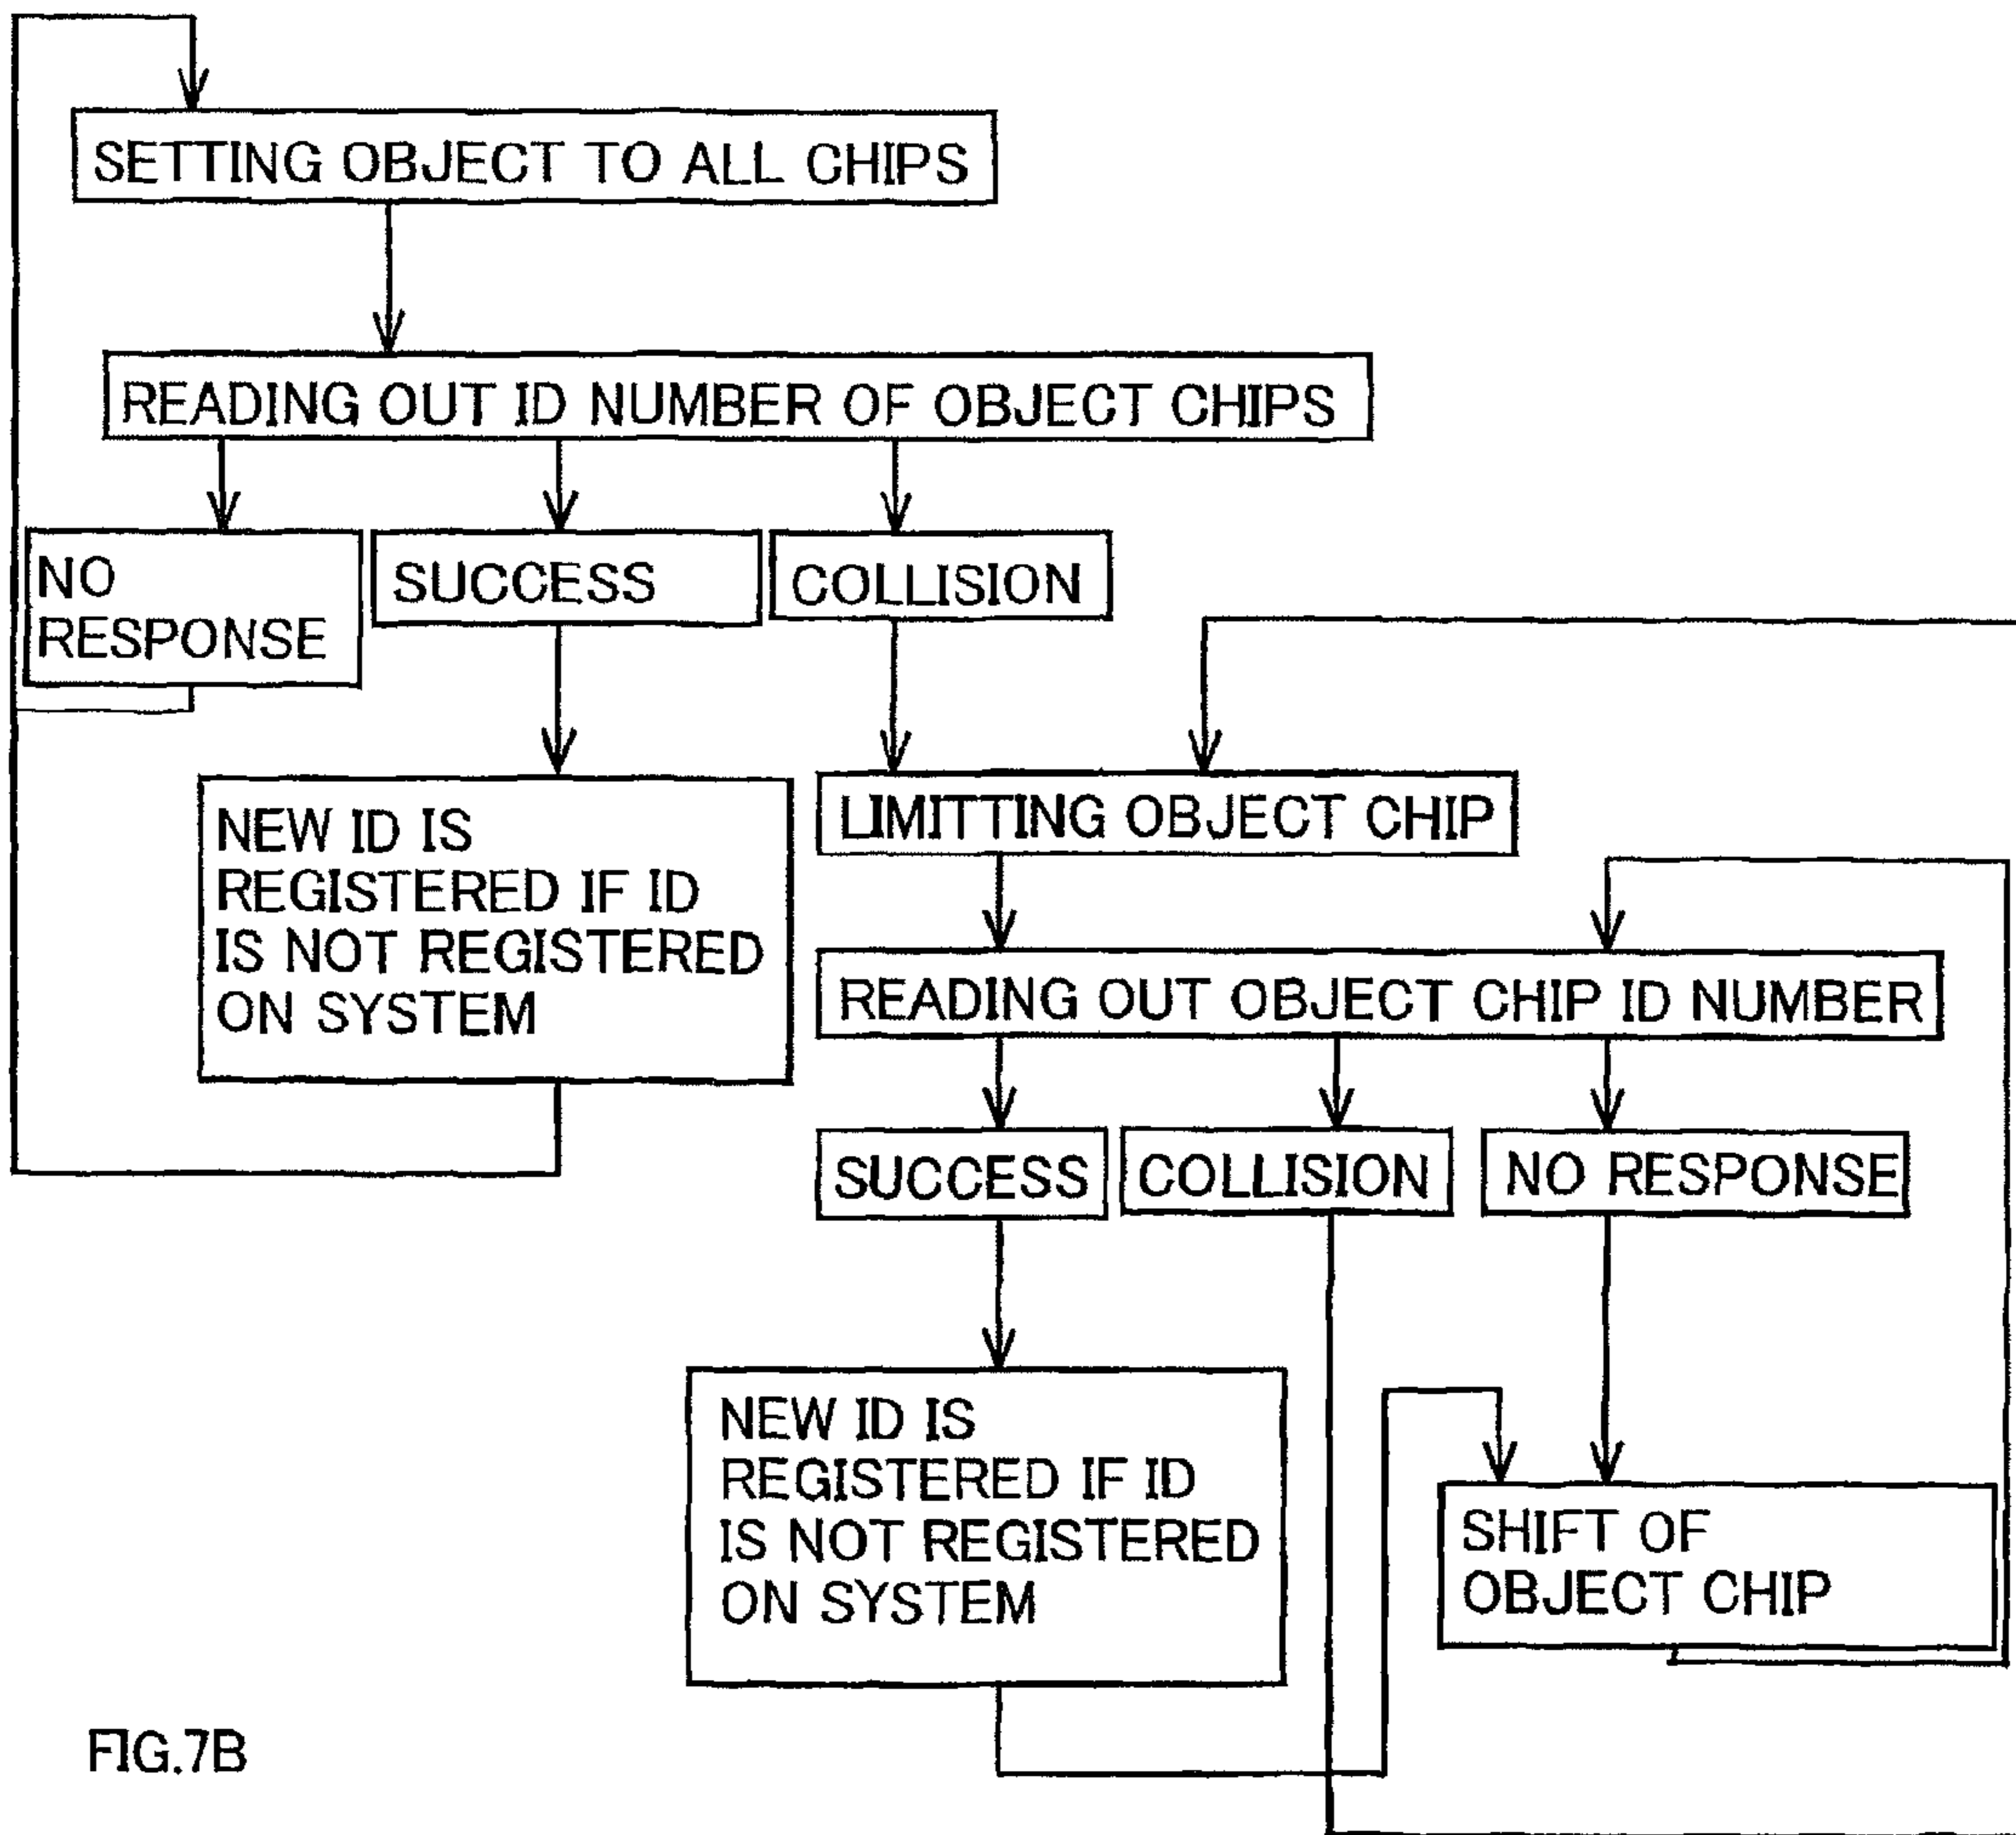 SETTING OBJECT TO ALL CHIPS
READING OUT ID NUMBER OF OBJECT CHIPS
NO
RESPONSE
SUCCESS
COLLISION
NEW ID IS
REGISTERED IF ID
IS NOT REGISTERED
ON SYSTEM
LIMITTING OBJECT CHIP
READING OUT OBJECT CHIP ID NUMBER
SUCCESS
COLLISION
NO RESPONSE
NEW ID IS
REGISTERED IF ID
IS NOT REGISTERED
ON SYSTEM
SHIFT OF
OBJECT CHIP
FIG.7B